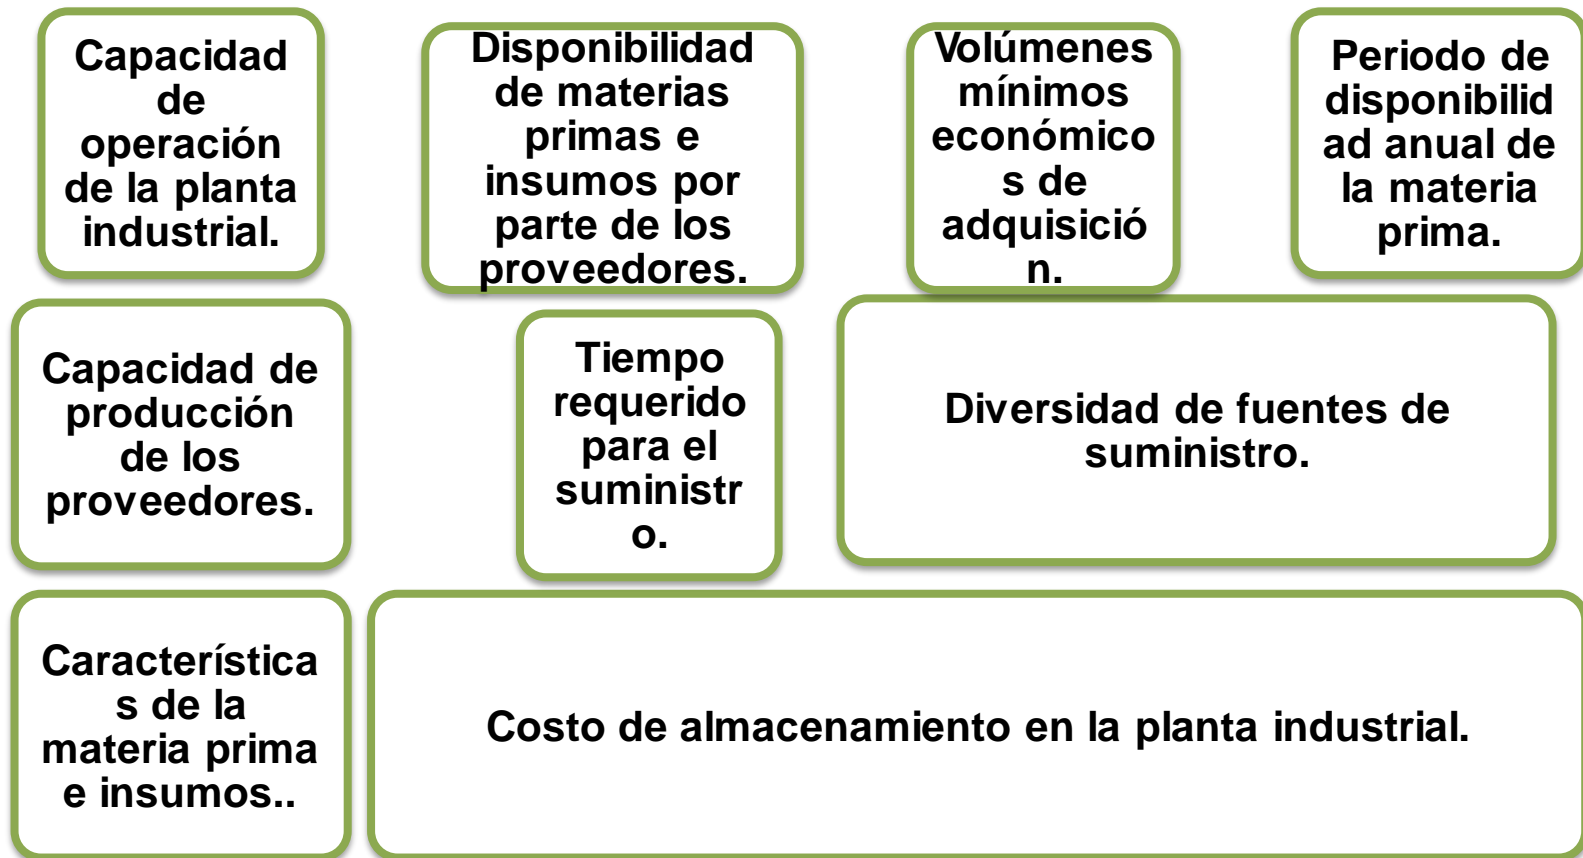 Capacidad
de
operación
de la planta
industrial.
Disponibilidad
de materias
primas e
insumos por
parte de los
proveedores.
Volúmenes
mínimos
económico
s de
adquisició
n.
Periodo de
disponibilid
ad anual de
la materia
prima.
Capacidad de
producción
de los
proveedores.
Tiempo
requerido
para el
suministr
o.
Diversidad de fuentes de
suministro.
Característica
s de la
materia prima
e insumos..
Costo de almacenamiento en la planta industrial.